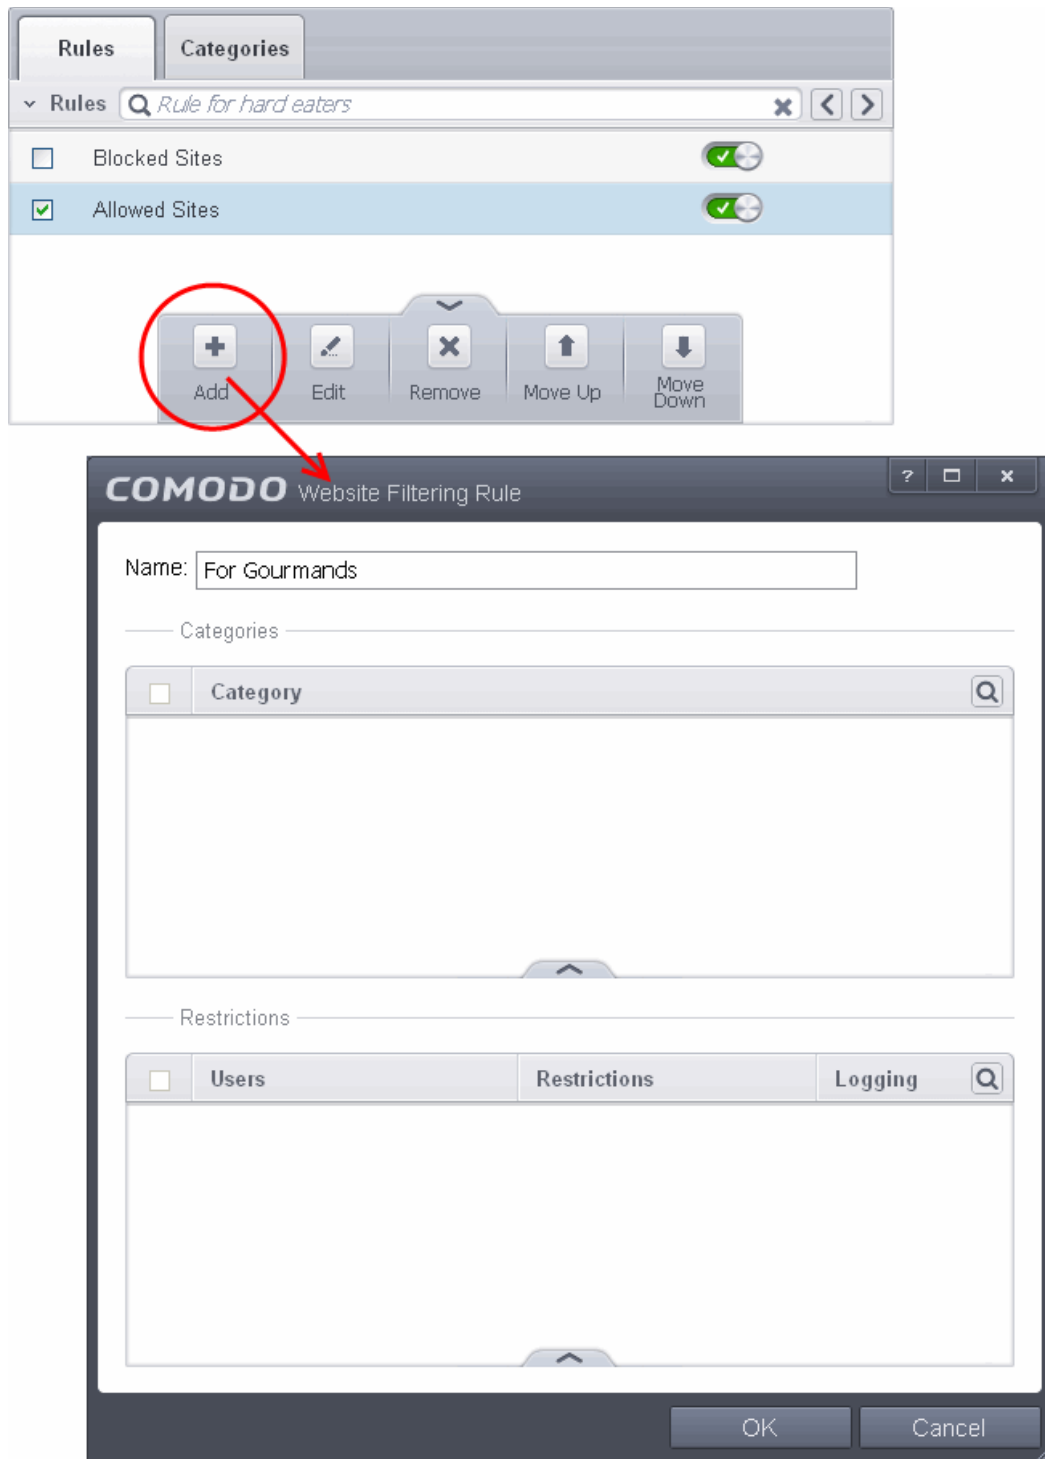 Rules Categories
Rules Rule for hard eaters
Blocked Sites
Allowed Sites
Add Edit Remove Move Up Move Down
COMODO Website Filtering Rule ?
Name: For Gourmands
Categories
Category
Restrictions
Users Restrictions Logging
OK Cancel